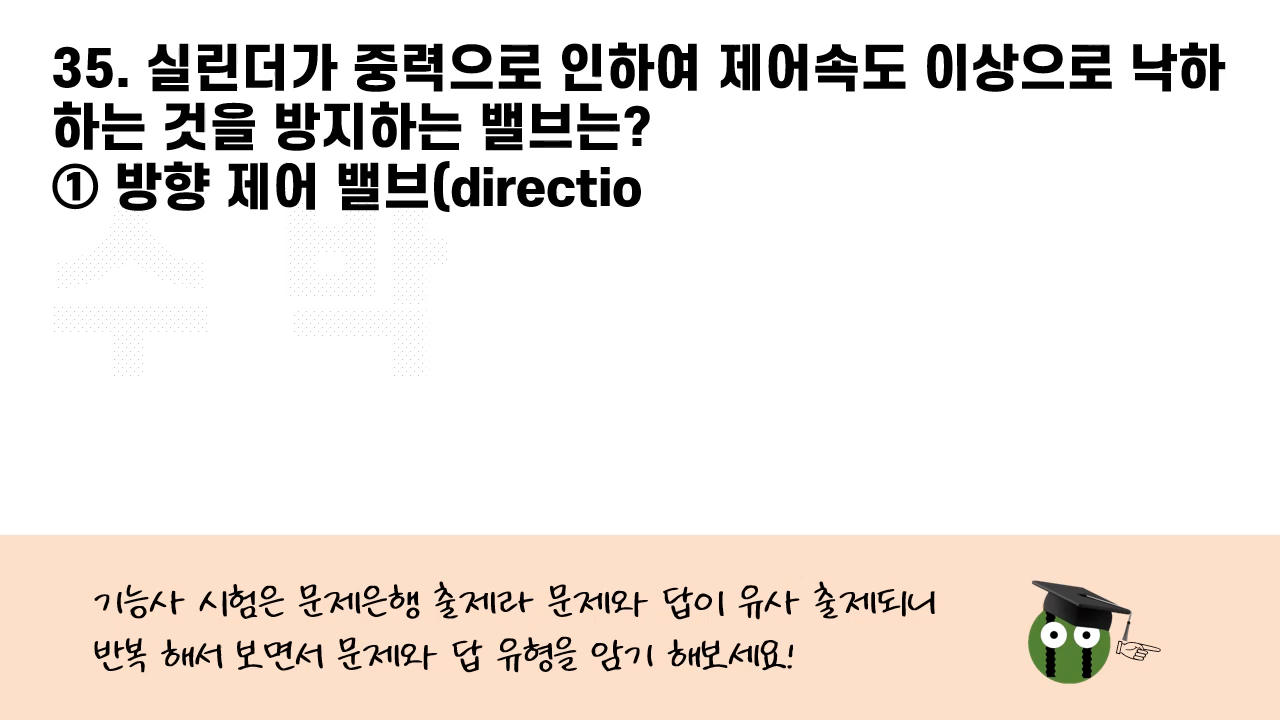 35. 실린더가 중력으로 인하여 제어속도 이상으로 낙하
하는 것을 방지하는 밸브는?
① 방향 제어 밸브(directio
수박
기능사 시험은 문제은행 출제라 문제와 답이 유사 출제되니
반복 해서 보면서 문제와 답 유형을 암기 해보세요!